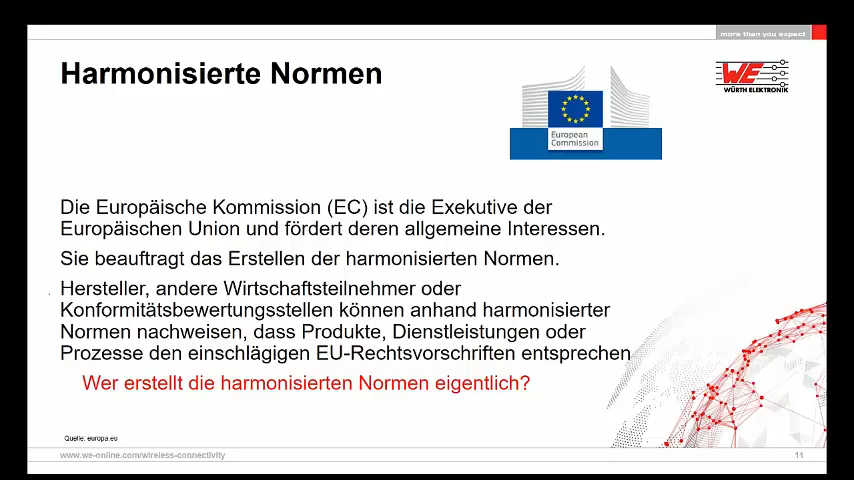 more than you expect
Harmonisierte Normen
WE
WÜRTH ELEKTRONIK
European
Commission
Die Europäische Kommission (EC) ist die Exekutive der
Europäischen Union und fördert deren allgemeine Interessen.
Sie beauftragt das Erstellen der harmonisierten Normen.
Hersteller, andere Wirtschaftsteilnehmer oder
Konformitätsbewertungsstellen können anhand harmonisierter
Normen nachweisen, dass Produkte, Dienstleistungen oder
Prozesse den einschlägigen EU-Rechtsvorschriften entsprechen
Wer erstellt die harmonisierten Normen eigentlich?
Quelle: europa.eu
www.we-online.com/wireless-connectivity
11